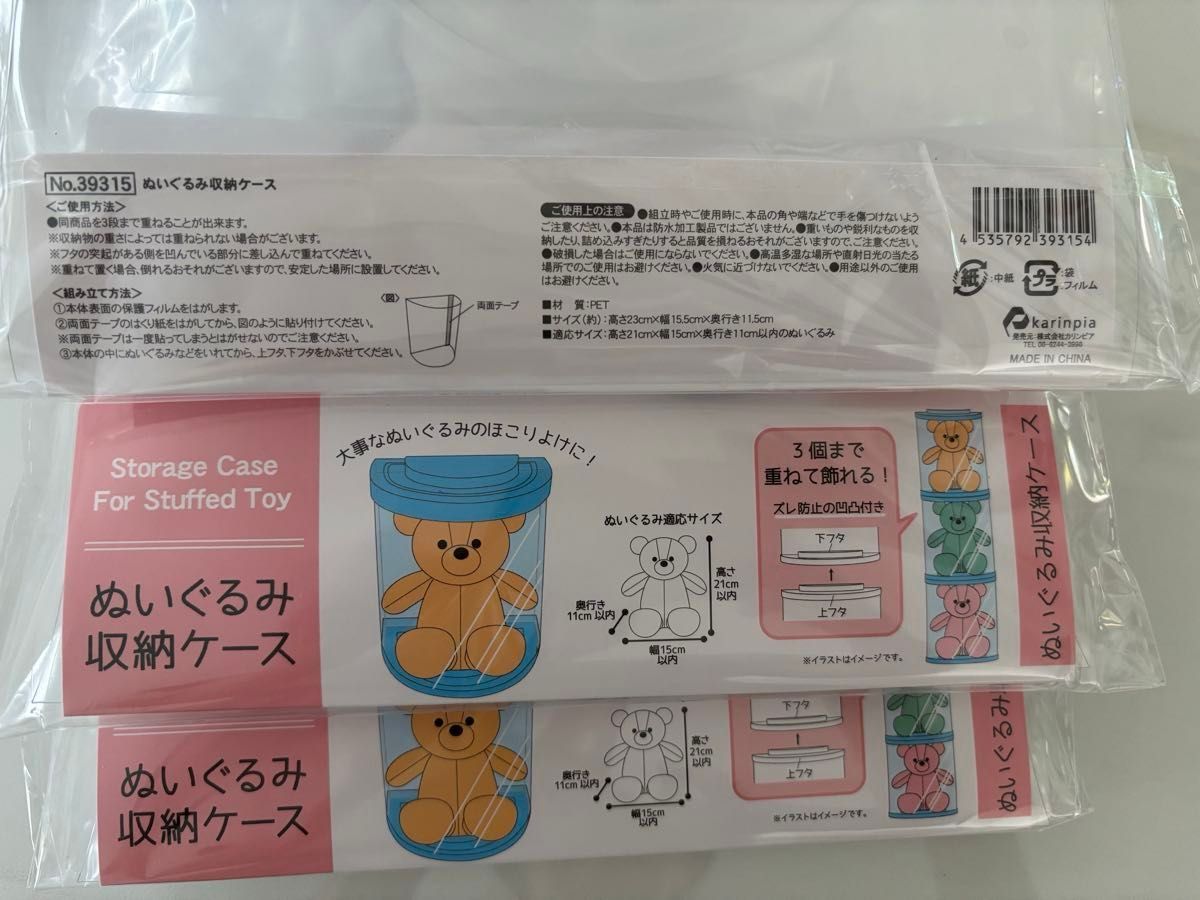 No.39315 ぬいぐるみ収納ケース
＜ご使用方法＞
●同商品を3段まで重ねることが出来ます。
※収納物の重さによっては重ねられない場合がございます。
※フタの突起がある側を凹んでいる部分に差し込んで重ねてください。
※重ねて置く場合、倒れるおそれがございますので、安定した場所に設置してください。
＜組み立て方法＞
①本体表面の保護フィルムをはがします。
②両面テープのはくり紙をはがしてから、図のように貼り付けてください。
※両面テープは一度貼ってしまうとはがせないのでご注意ください。
③本体の中にぬいぐるみなどをいれてから、上フタ、下フタをかぶせてください。
〈図〉
両面テープ
ご使用上の注意 ●組立時やご使用時に、本品の角や端などで手を傷つけないよう
ご注意ください。●本品は防水加工製品ではございません。●重いものや鋭利なものを収
納したり、詰め込みすぎたりすると品質を損ねるおそれがございますので、ご注意ください。
●破損した場合はご使用にならないでください。●高温多湿な場所や直射日光の当たる
場所でのご使用はお避けください。●火気に近づけないでください。●用途以外のご使用
はお避けください。
■材 質：PET
■サイズ(約)：高さ23cm×幅15.5cm×奥行き11.5cm
■適応サイズ：高さ21cm×幅15cm×奥行き11cm以内のぬいぐるみ
4 535792 393154
紙 :中紙 プラ :袋 フィルム
karinpia
発売元：株式会社カリンピア
MADE IN CHINA
Storage Case
For Stuffed Toy
ぬいぐるみ
収納ケース
大事なぬいぐるみのほこりよけに！
ぬいぐるみ適応サイズ
高さ
21cm
以内
奥行き
11cm以内
幅15cm
以内
3個まで
重ねて飾れる！
ズレ防止の凹凸付き
下フタ
上フタ
※イラストはイメージです。
ぬいぐるみ収納ケース
ぬいぐるみ
収納ケース
高さ
21cm
以内
奥行き
11cm以内
幅15cm
以内
下フタ
上フタ
※イラストはイメージです。
ぬいぐるみ